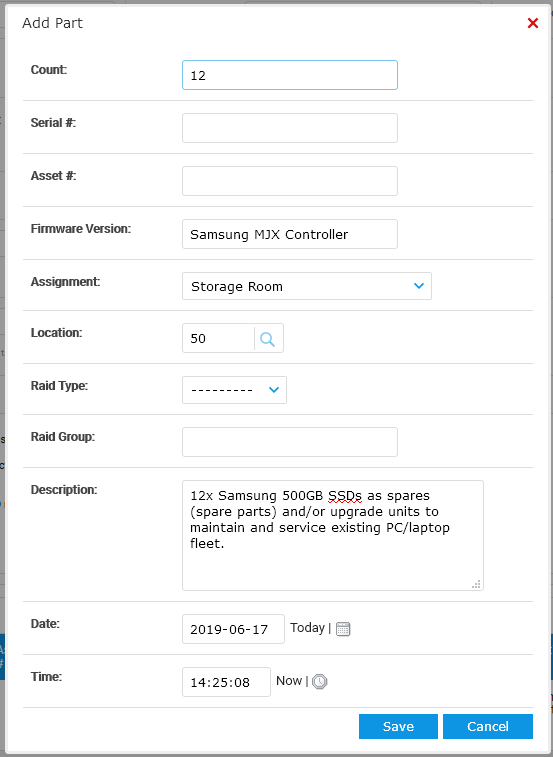 Add Part
Count:
12
Serial #:
Asset #:
Firmware Version:
Samsung MJX Controller
Assignment:
Storage Room
Location:
50
Raid Type:
---------
Raid Group:
Description:
12x Samsung 500GB SSDs as spares
(spare parts) and/or upgrade units to
maintain and service existing PC/laptop
fleet.
Date:
2019-06-17 Today |
Time:
14:25:08 Now |
Save Cancel